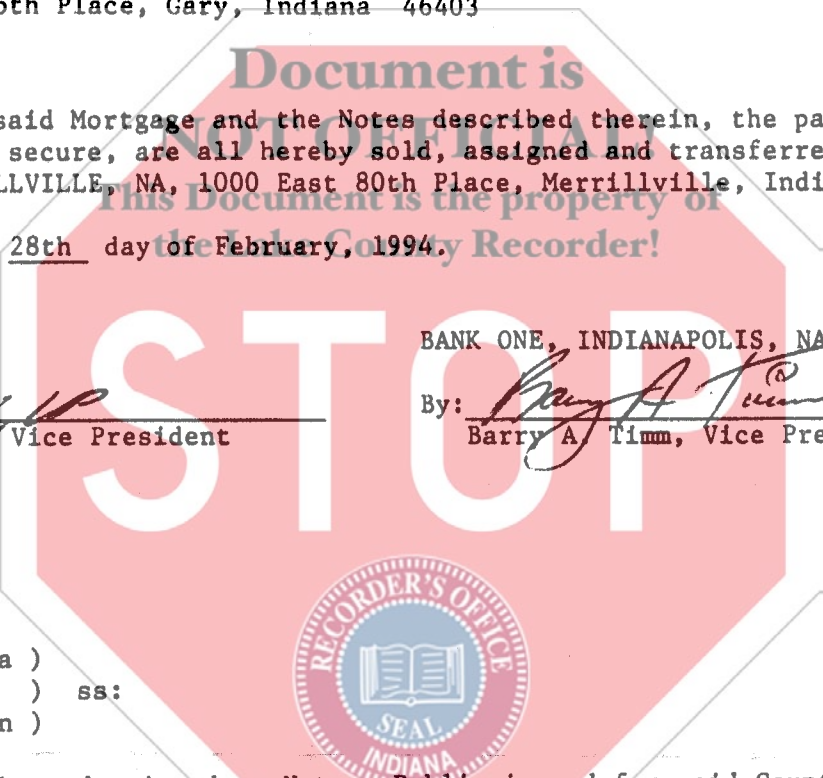 Place, Gary, Indiana 46403
Document is
said Mortgage and the Notes described therein, the pa
NOT OFFICIAL!
secure, are all hereby sold, assigned and transferre
LLVILLE, NA, 1000 East 80th Place, Merrillville, Indi
This Document is the property of
28th day of February, 1994.
the Lake County Recorder!
STOP
BANK ONE, INDIANAPOLIS, NA
VP
By: Barry A Timm
Vice President
Barry A. Timm, Vice Pre
RECORDER'S OFFICE
SEAL
INDIANA
a )
) ss:
n )